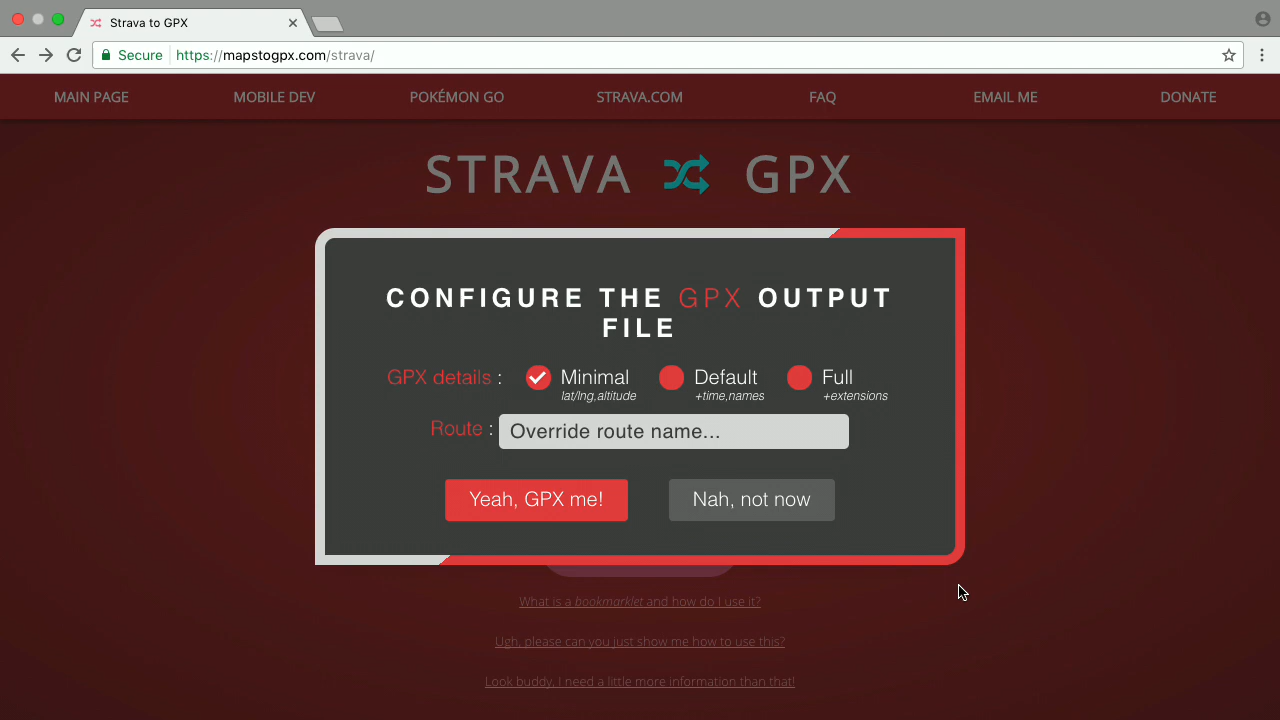 Strava to GPX
Secure https://mapstogpx.com/strava/
MAIN PAGE MOBILE DEV POKÉMON GO STRAVA.COM FAQ EMAIL ME DONATE
STRAVA GPX
CONFIGURE THE GPX OUTPUT
FILE
GPX details : Minimal Default Full
lat/lng,altitude +time,names +extensions
Route : Override route name...
Yeah, GPX me! Nah, not now
What is a bookmarklet and how do I use it?
Ugh, please can you just show me how to use this?
Look buddy, I need a little more information than that!